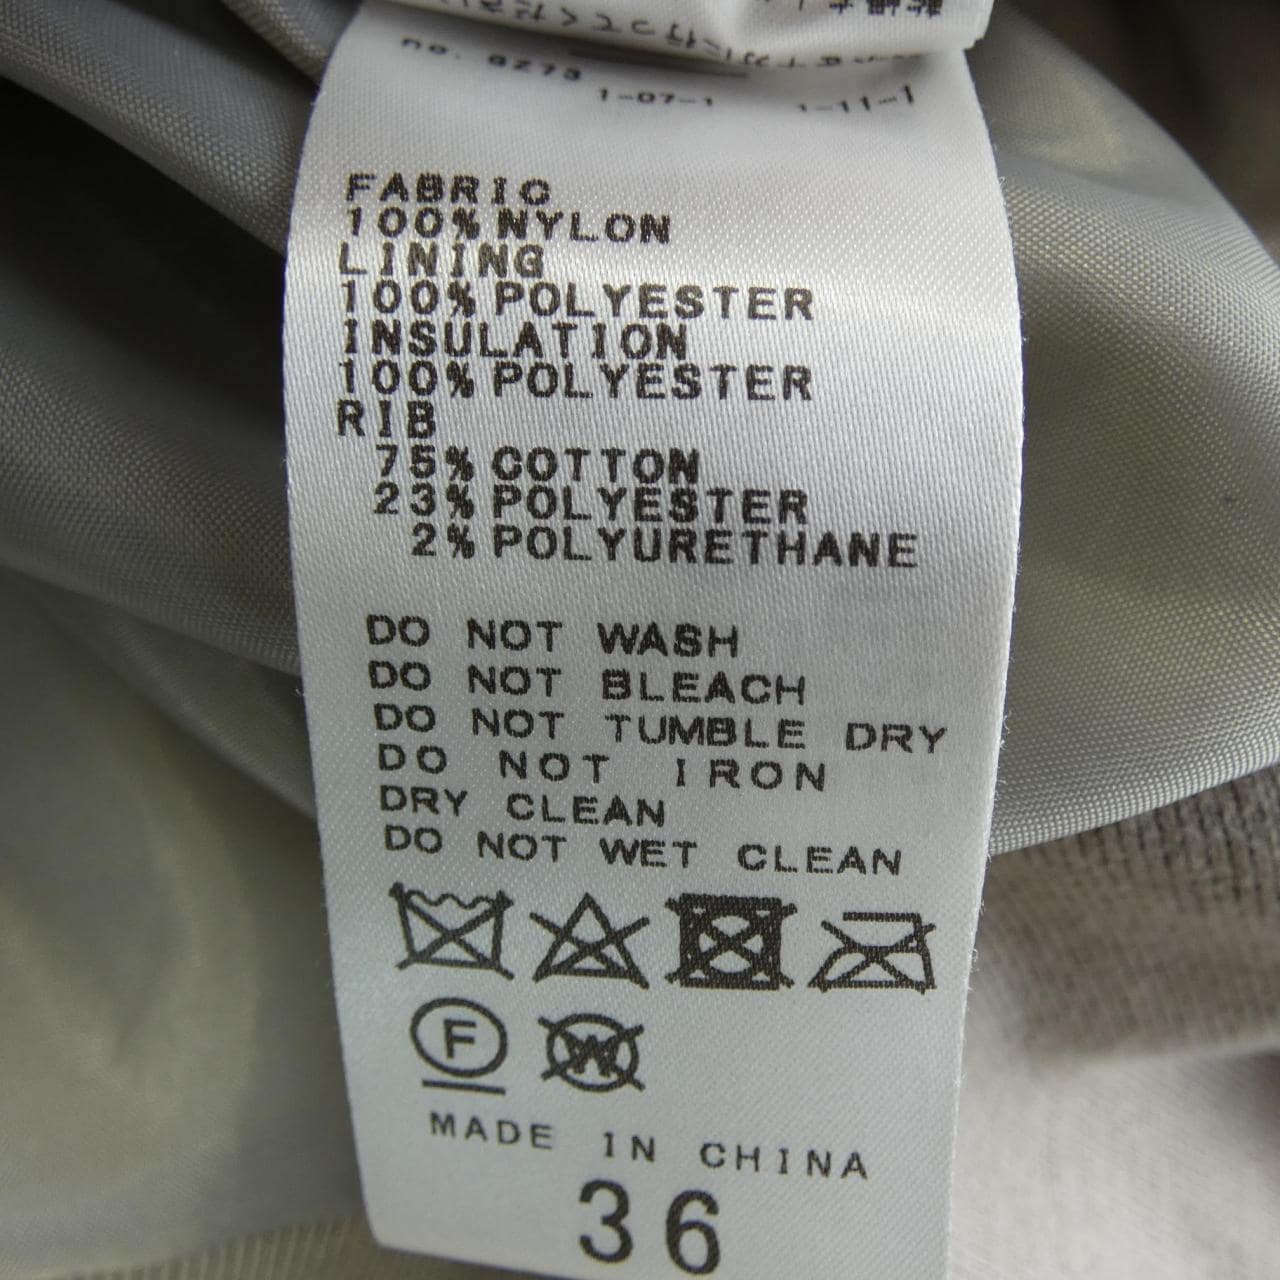 no. 8273
1-07-1 1-11-1
FABRIC
100% NYLON
LINING
100% POLYESTER
INSULATION
100% POLYESTER
RIB
75% COTTON
23% POLYESTER
2% POLYURETHANE
DO NOT WASH
DO NOT BLEACH
DO NOT TUMBLE DRY
DO NOT IRON
DRY CLEAN
DO NOT WET CLEAN
F W
MADE IN CHINA
36